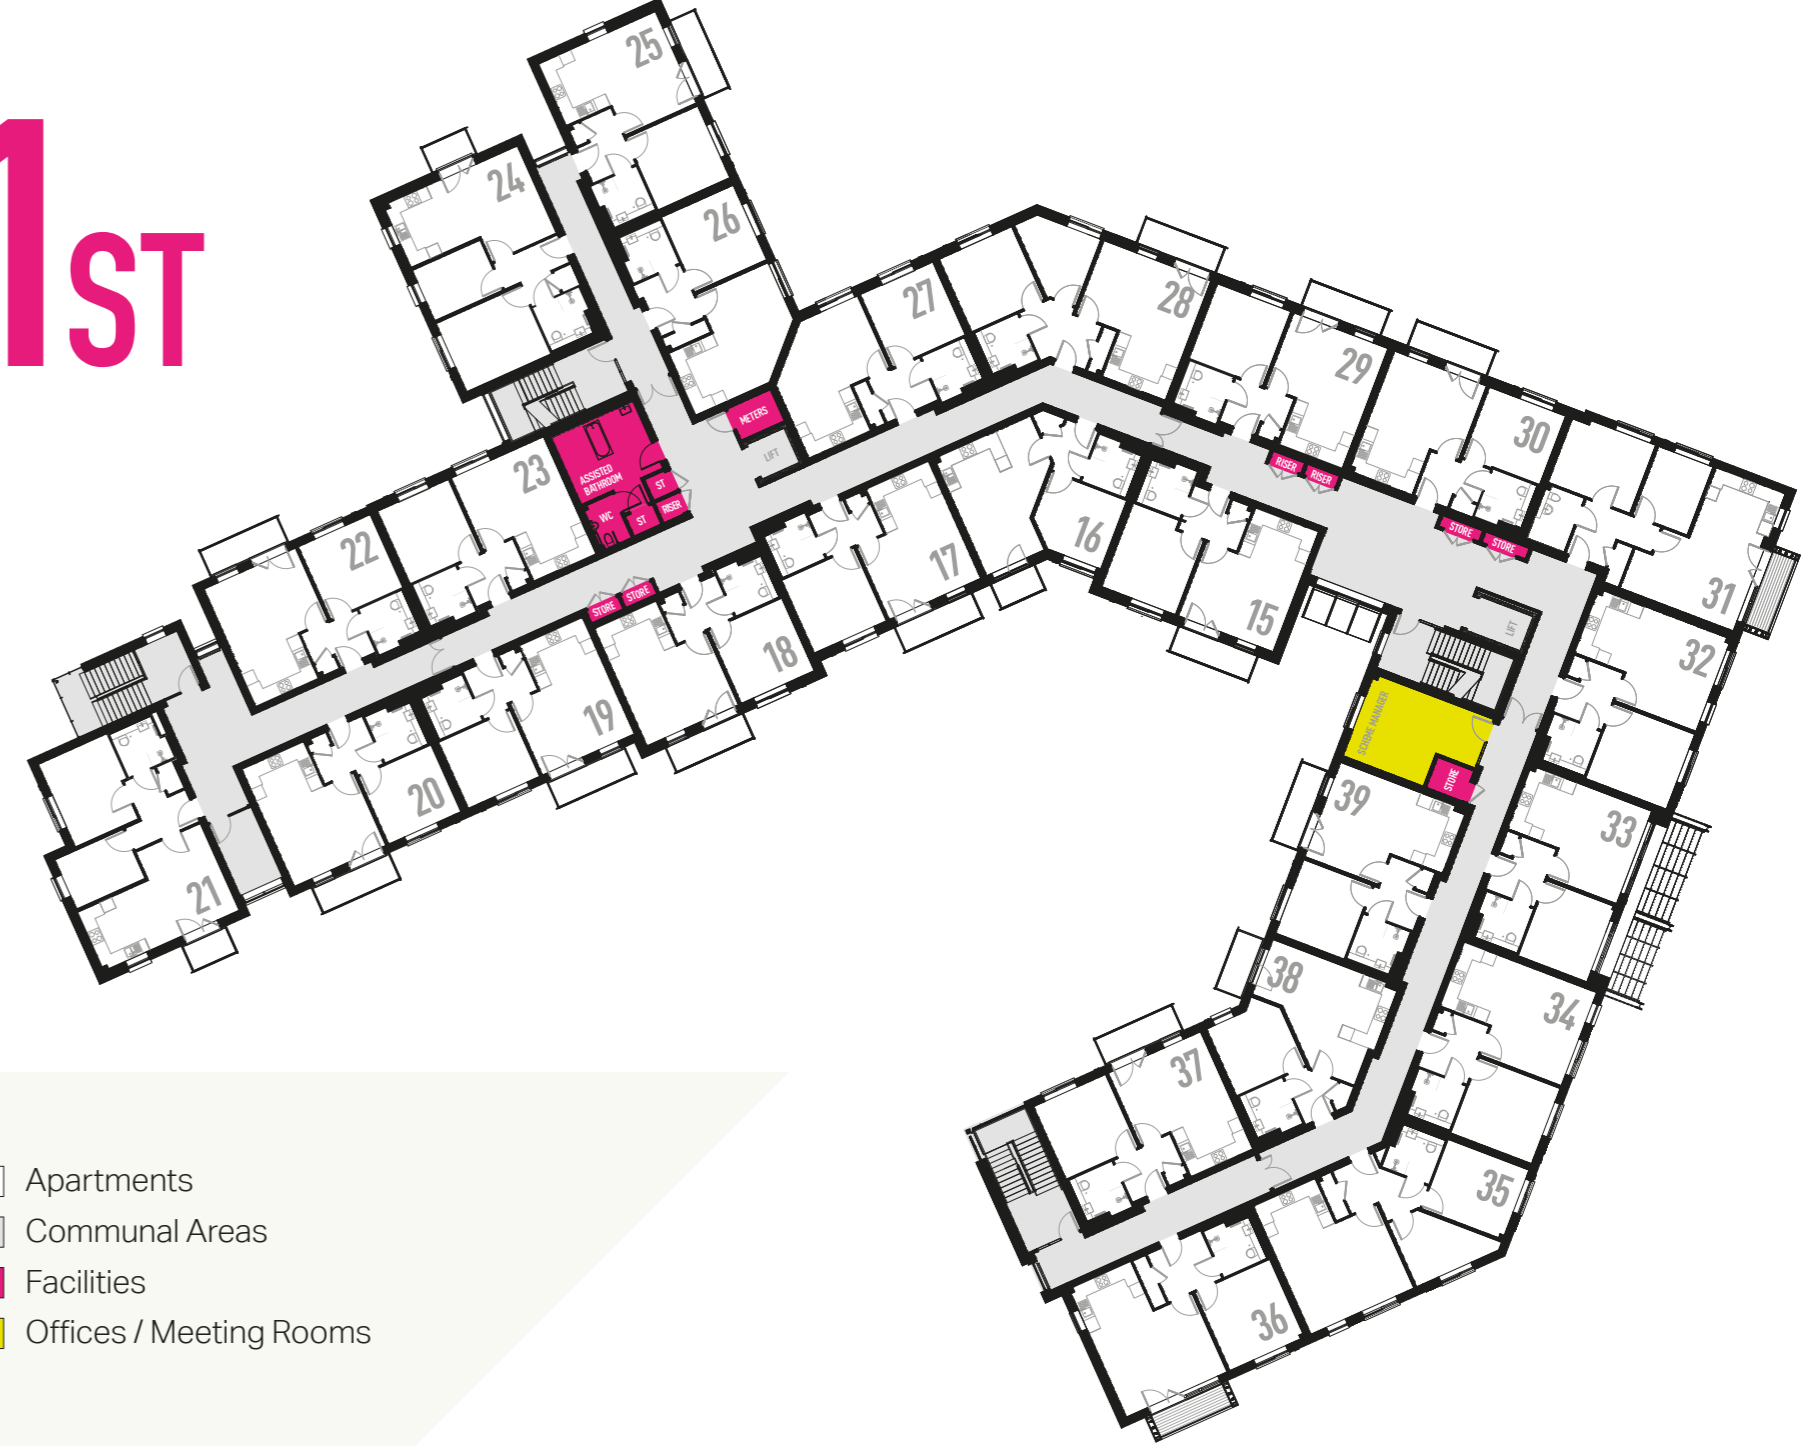 1ST
25
24
26
27
28
29
30
31
METERS
LIFT
23
ASSISTED
BATHROOM
WC
ST
ST
RISER
RISER
RISER
STORE
STORE
22
STORE
STORE
18
17
16
15
LIFT
32
SCHEME MANAGER
STORE
19
20
21
39
33
38
34
37
35
36
Apartments
Communal Areas
Facilities
Offices / Meeting Rooms